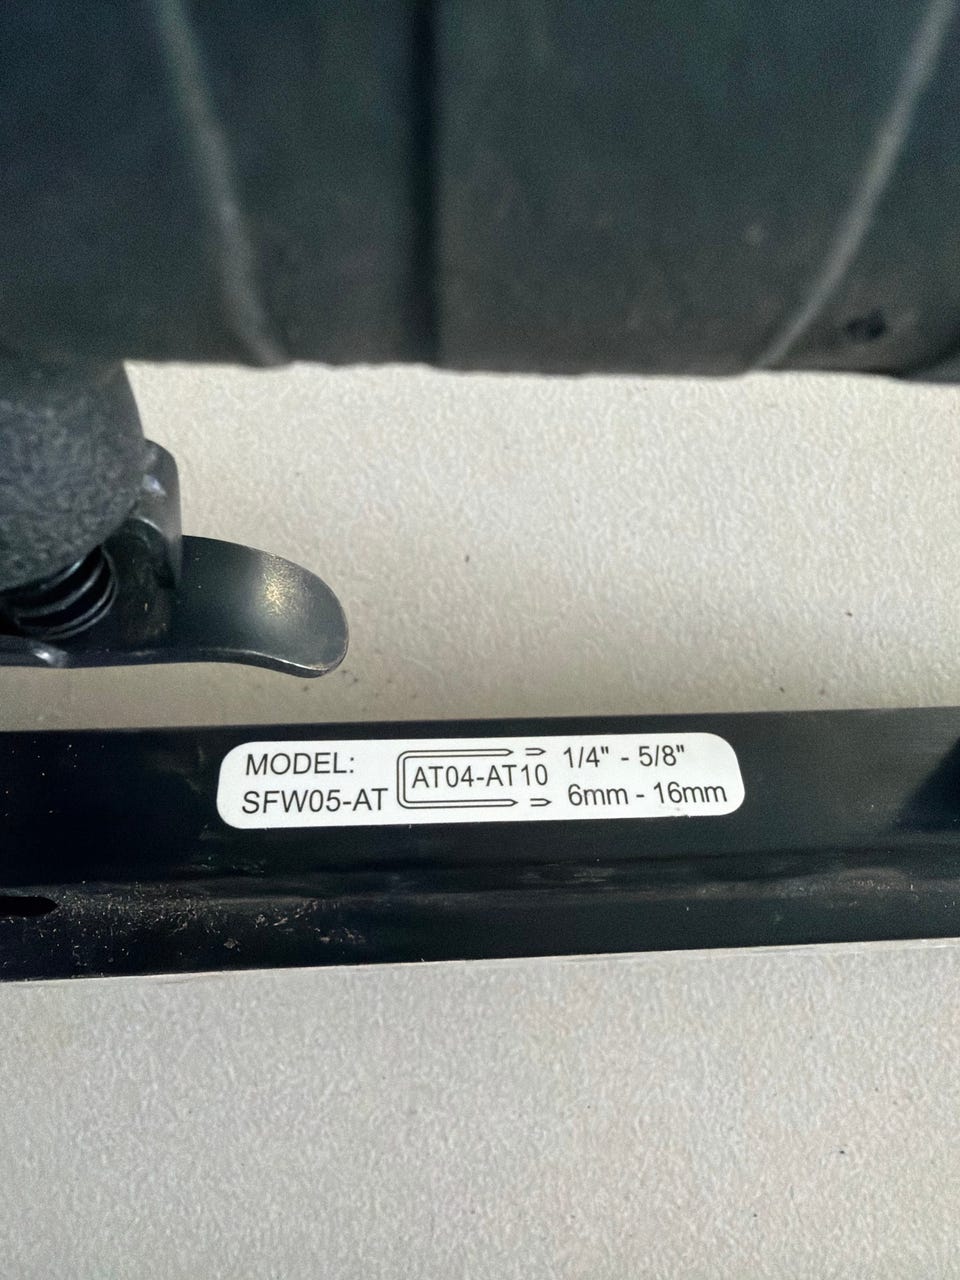 MODEL:
SFW05-AT
AT04-AT10
1/4" - 5/8"
6mm - 16mm